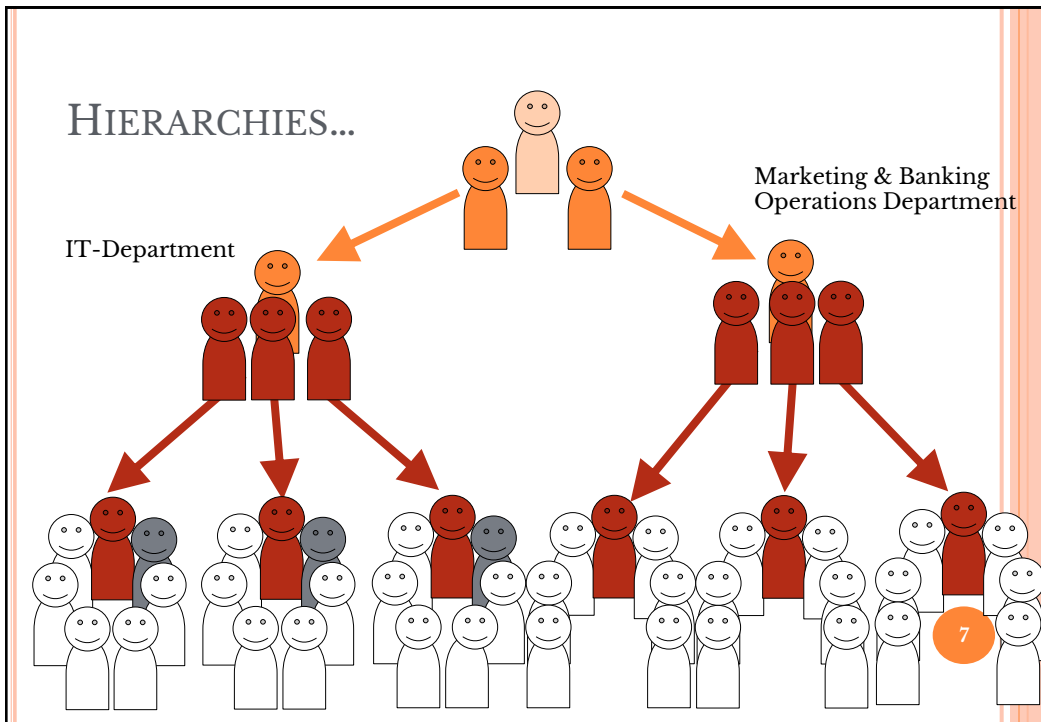 HIERARCHIES...
Marketing & Banking
Operations Department
IT-Department
7